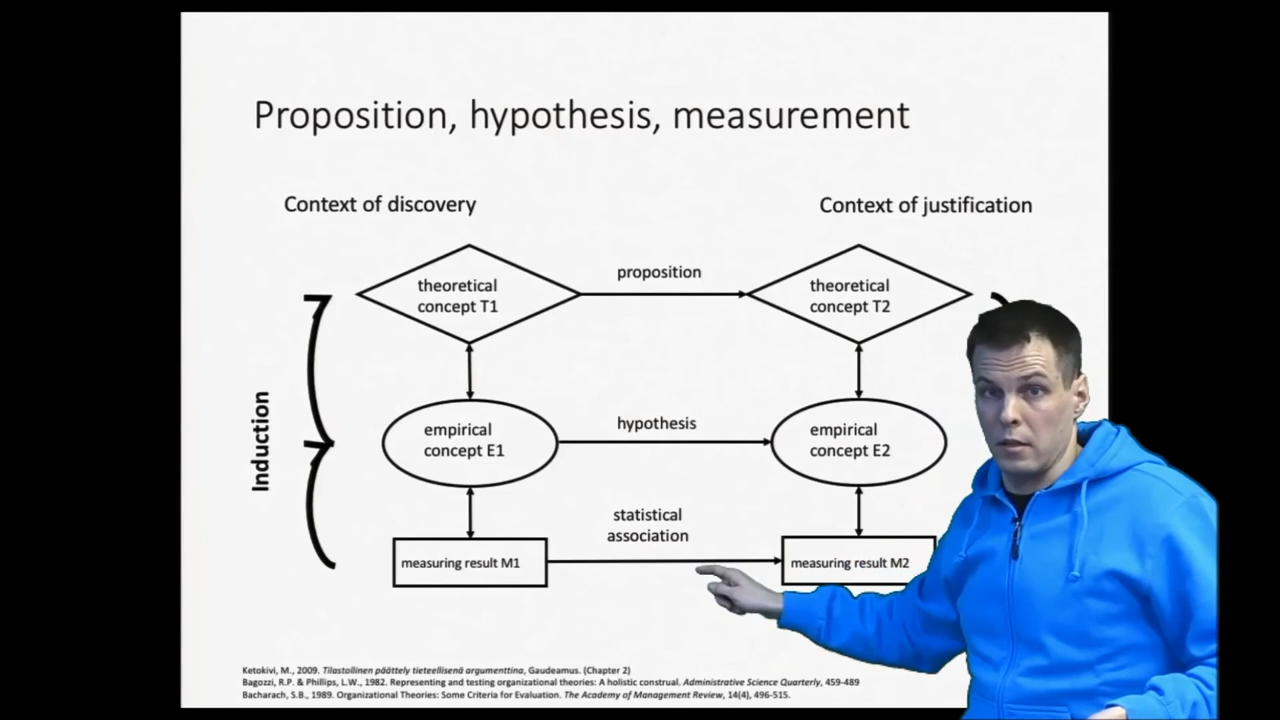 Proposition, hypothesis, measurement
Context of discovery
Context of justification
theoretical
concept T1
proposition
theoretical
concept T2
Induction
empirical
concept E1
hypothesis
empirical
concept E2
statistical
association
measuring result M1
measuring result M2
Ketokivi, M., 2009. Tilastollinen päättely tieteellisenä argumenttina, Gaudeamus. (Chapter 2)
Bagozzi, R.P. & Phillips, L.W., 1982. Representing and testing organizational theories: A holistic construal. Administrative Science Quarterly, 459-489
Bacharach, S.B., 1989. Organizational Theories: Some Criteria for Evaluation. The Academy of Management Review, 14(4), 496-515.